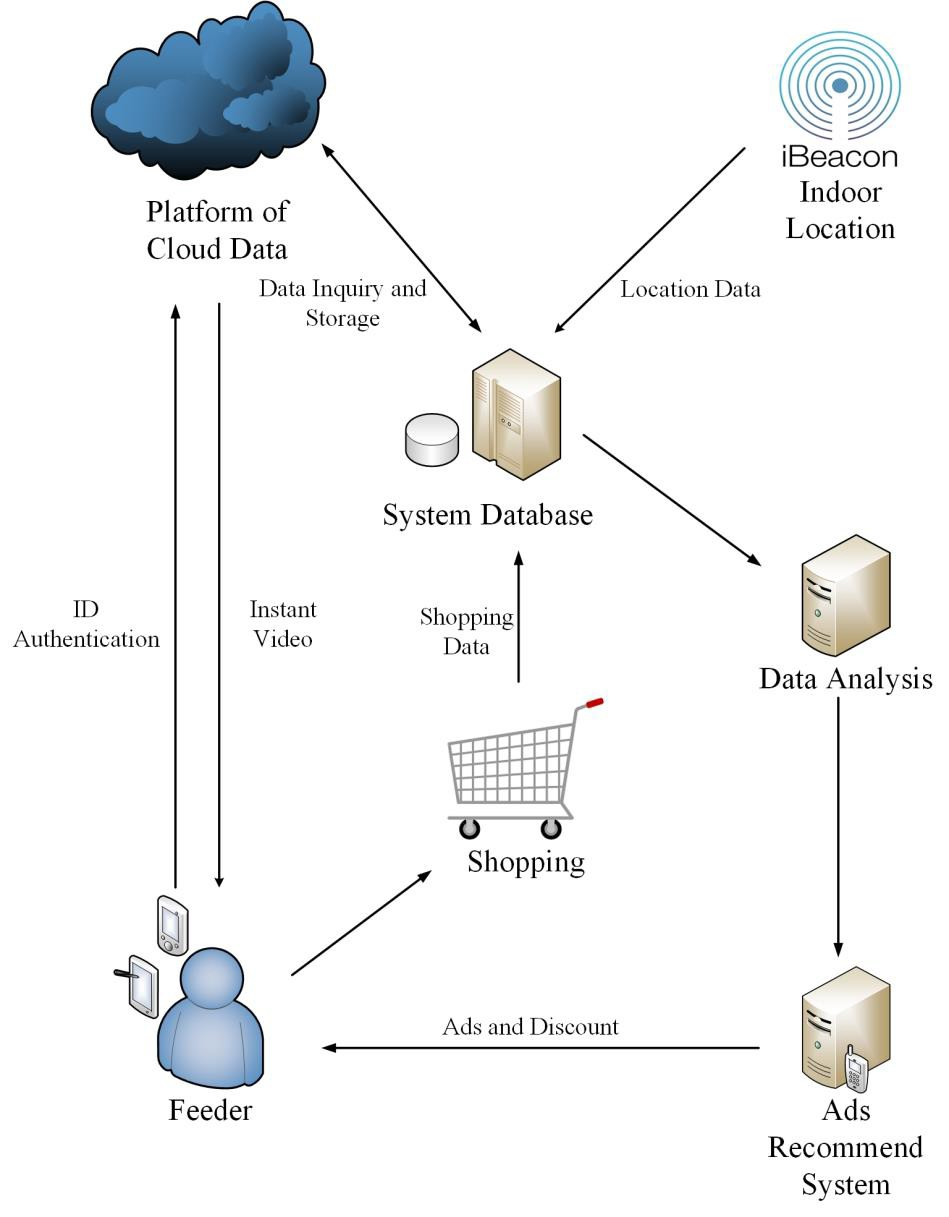 iBeacon
Indoor
Location
Platform of
Cloud Data
Data Inquiry and
Storage
Location Data
System Database
ID
Authentication
Instant
Video
Shopping
Data
Data Analysis
Shopping
Ads and Discount
Feeder
Ads
Recommend
System